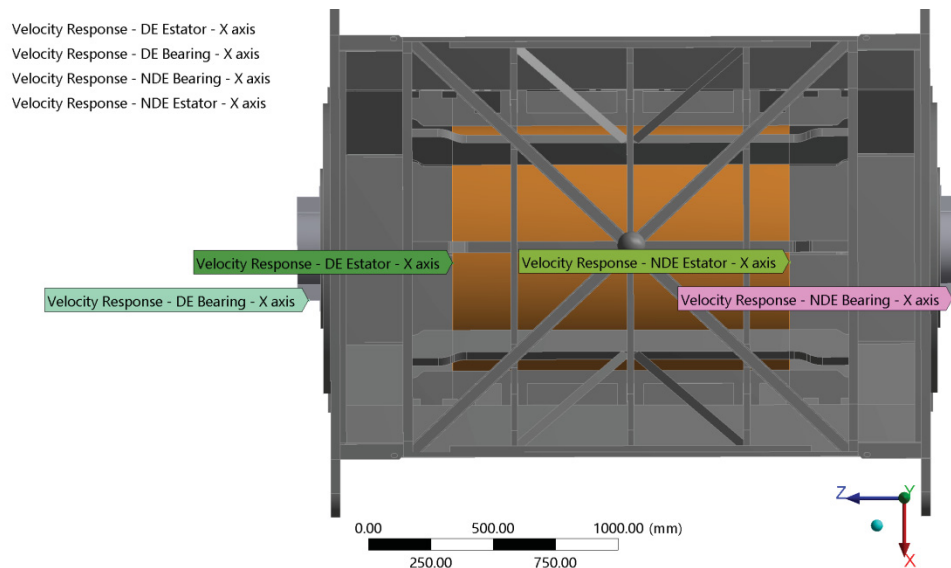 Velocity Response - DE Estator - X axis
Velocity Response - DE Bearing - X axis
Velocity Response - NDE Bearing - X axis
Velocity Response - NDE Estator - X axis
Velocity Response - DE Estator - X axis
Velocity Response - NDE Estator - X axis
Velocity Response - DE Bearing - X axis
Velocity Response - NDE Bearing - X axis
Z
Y
X
0.00 500.00 1000.00 (mm)
250.00 750.00